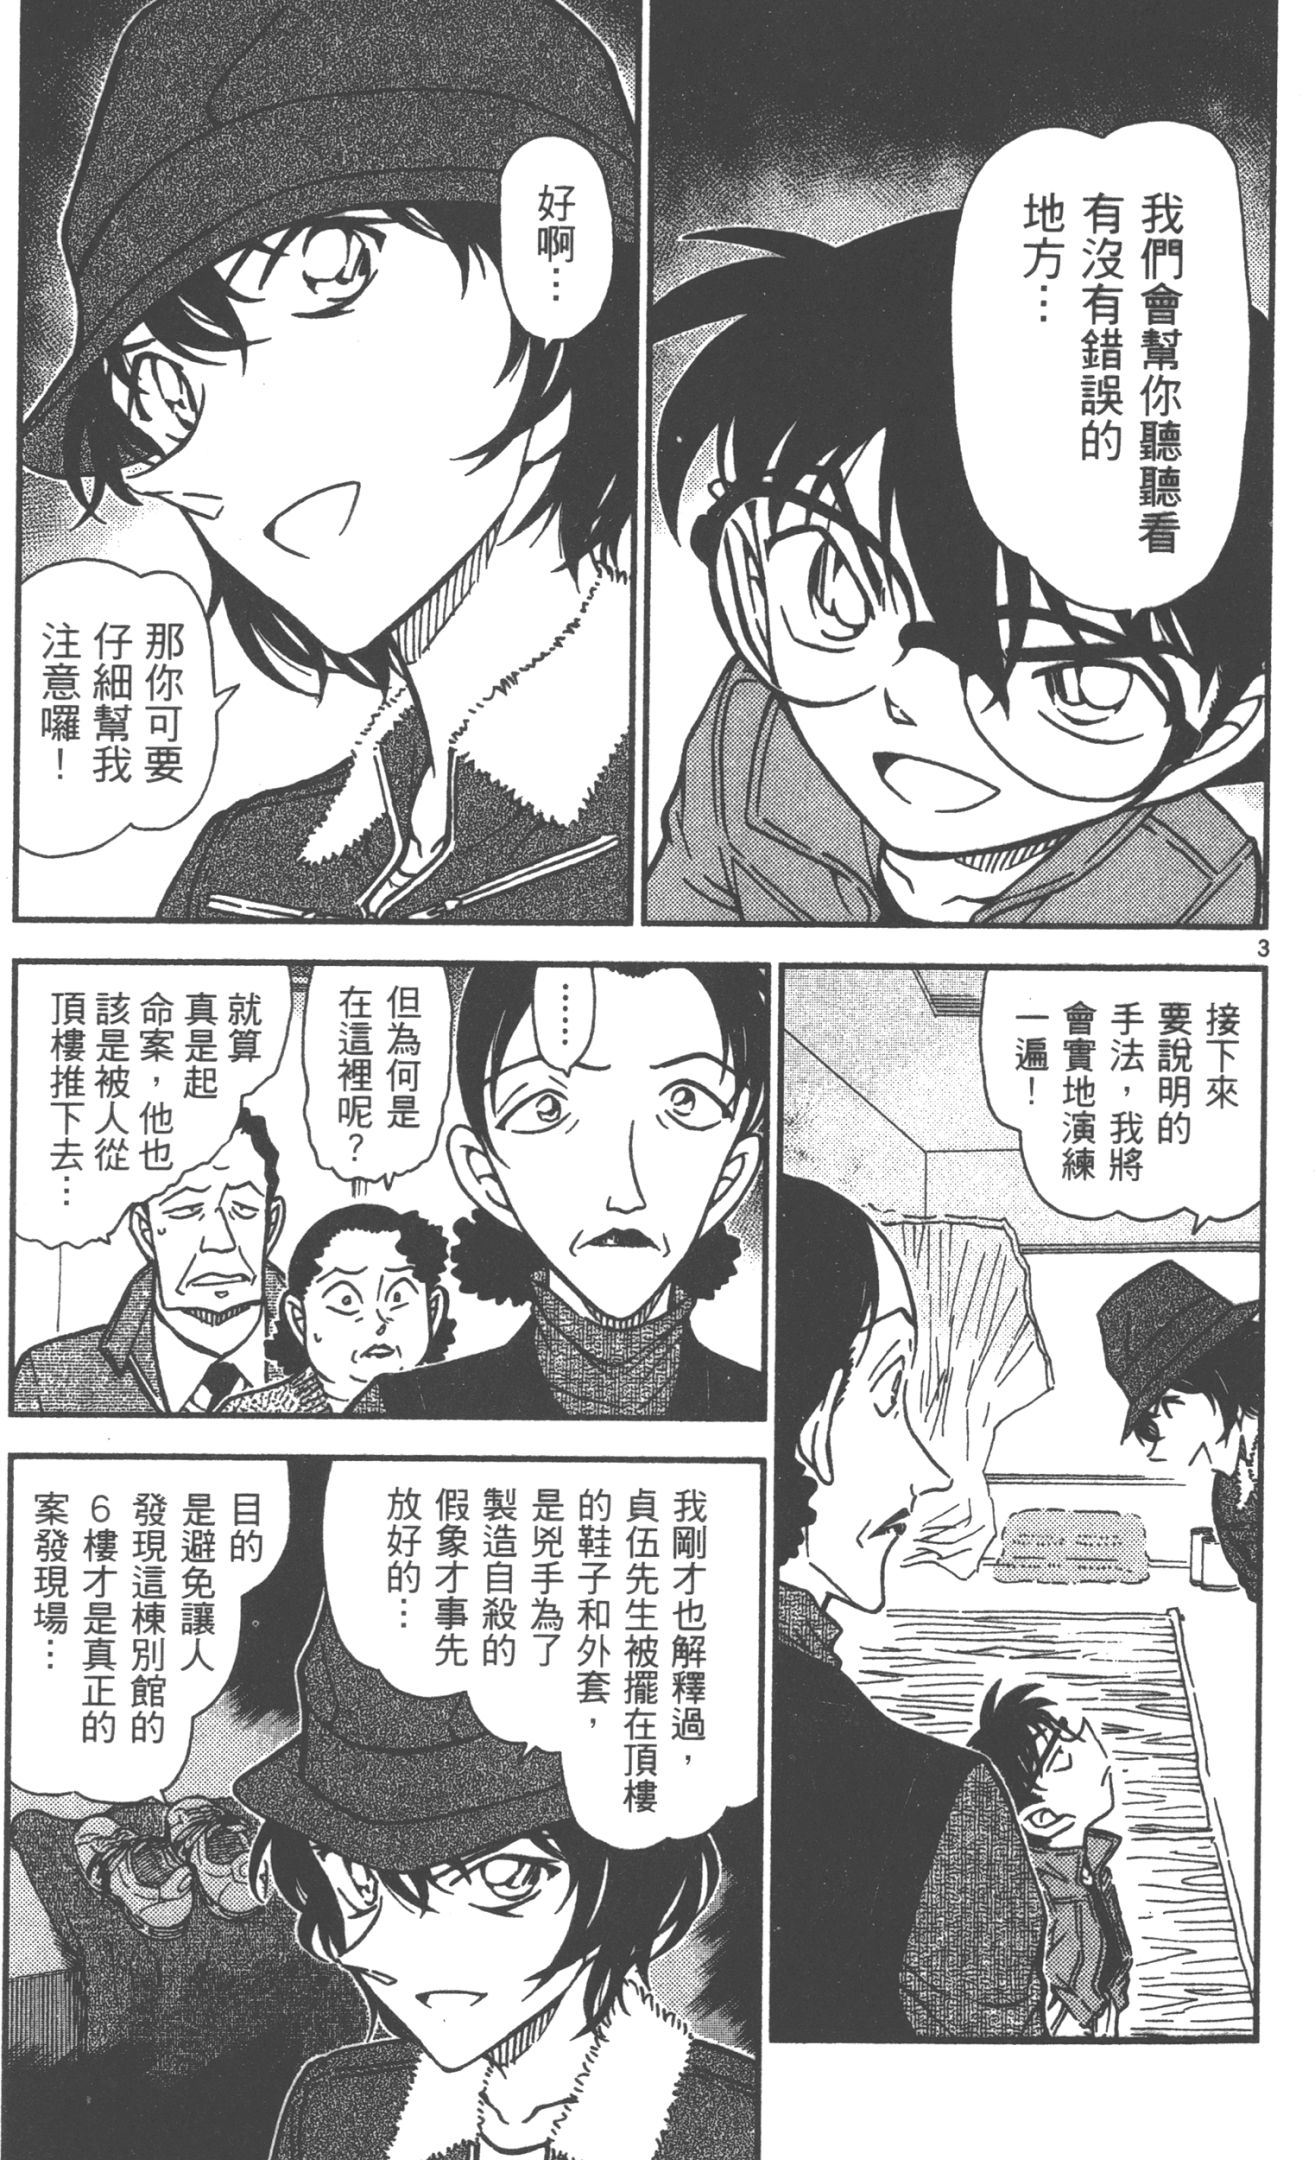 我們會幫你聽聽看
有沒有錯誤的
地方⋯
好啊⋯
那你可要
仔細幫我
注意囉！
3
接下來
要說明的
手法，我將
會實地演練
一遍！
⋯⋯
但為何是
在這裡呢？
就算
真是起
命案，他也
該是被人從
頂樓推下去⋯
我剛才也解釋過，
貞伍先生被擺在頂樓
的鞋子和外套，
是兇手為了
製造自殺的
假象才事先
放好的⋯
目的
是避免讓人
發現這棟別館的
6樓才是真正的
案發現場⋯